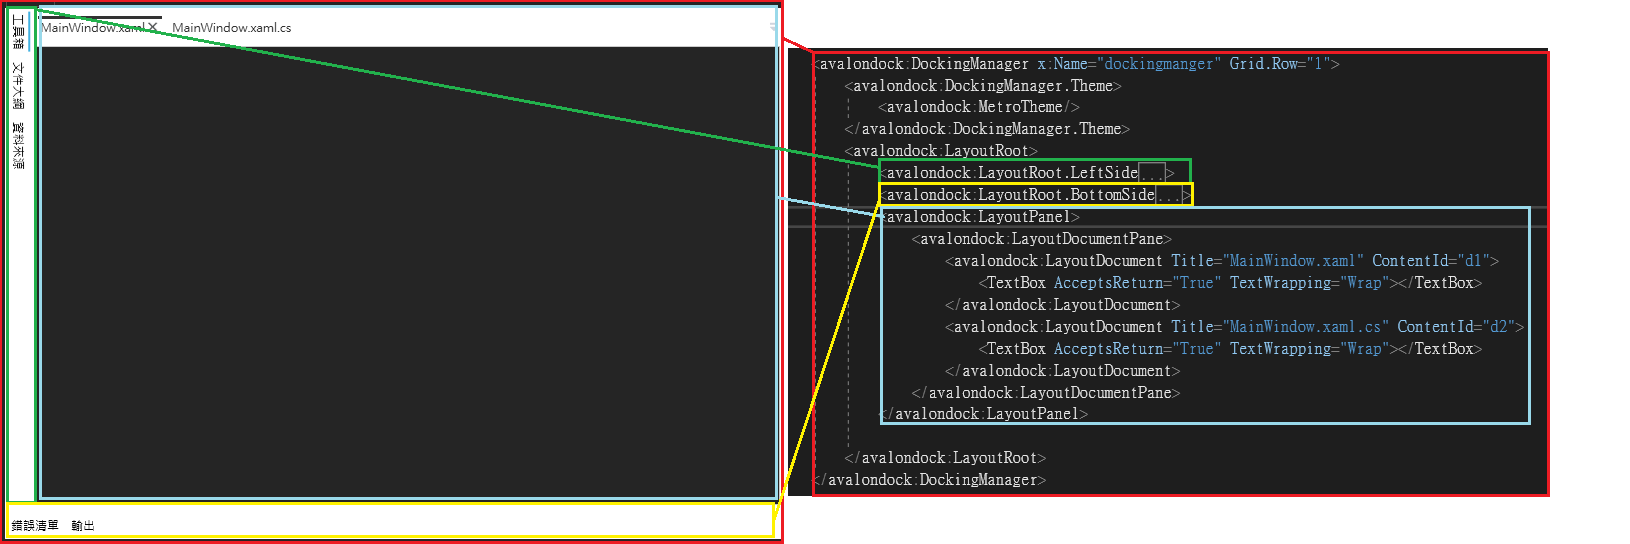 工具箱
文件大綱
資料來源
MainWindow.xaml
MainWindow.xaml.cs
錯誤清單 輸出
<avalondock:DockingManager x:Name="dockingmanger" Grid.Row="1">
<avalondock:DockingManager.Theme>
<avalondock:MetroTheme/>
</avalondock:DockingManager.Theme>
<avalondock:LayoutRoot>
<avalondock:LayoutRoot.LeftSide...>
<avalondock:LayoutRoot.BottomSide...>
<avalondock:LayoutPanel>
<avalondock:LayoutDocumentPane>
<avalondock:LayoutDocument Title="MainWindow.xaml" ContentId="d1">
<TextBox AcceptsReturn="True" TextWrapping="Wrap"></TextBox>
</avalondock:LayoutDocument>
<avalondock:LayoutDocument Title="MainWindow.xaml.cs" ContentId="d2">
<TextBox AcceptsReturn="True" TextWrapping="Wrap"></TextBox>
</avalondock:LayoutDocument>
</avalondock:LayoutDocumentPane>
</avalondock:LayoutPanel>
</avalondock:LayoutRoot>
</avalondock:DockingManager>